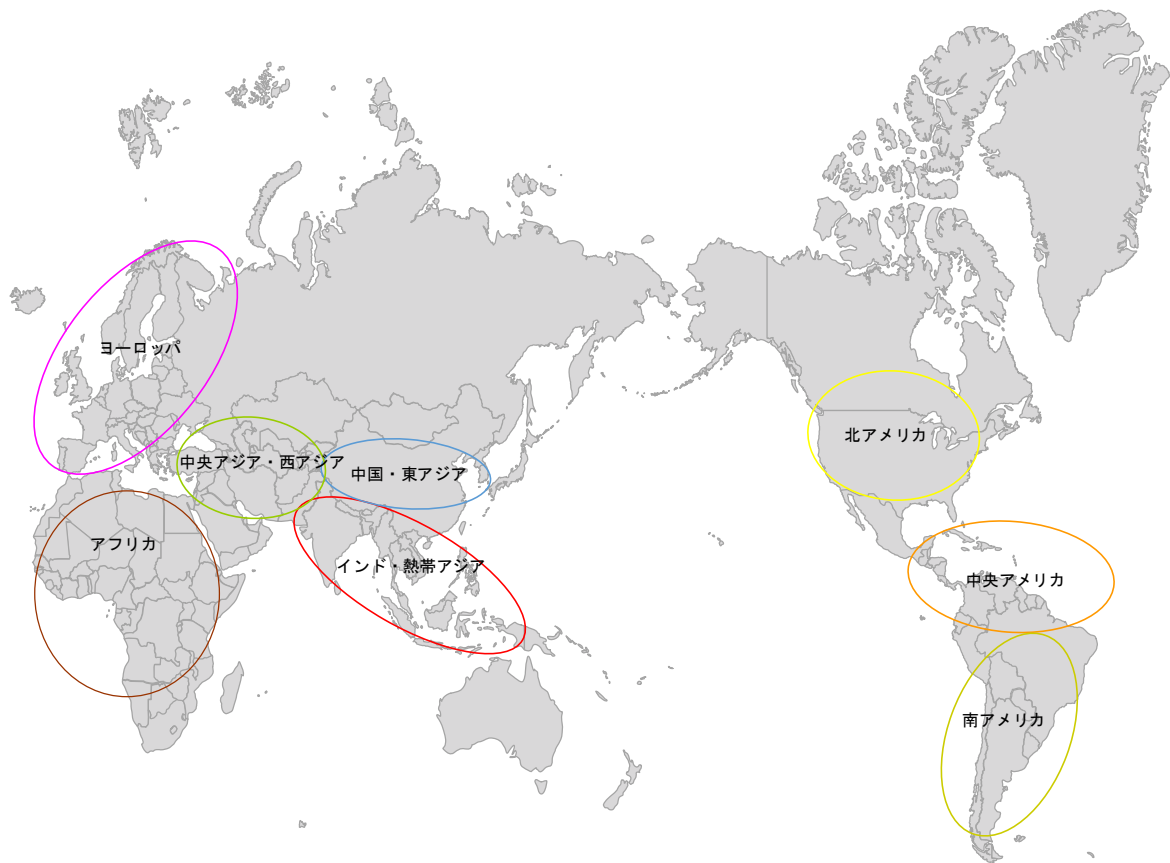 ヨーロッパ
北アメリカ
中央アジア・西アジア
中国・東アジア
アフリカ
インド・熱帯アジア
中央アメリカ
南アメリカ